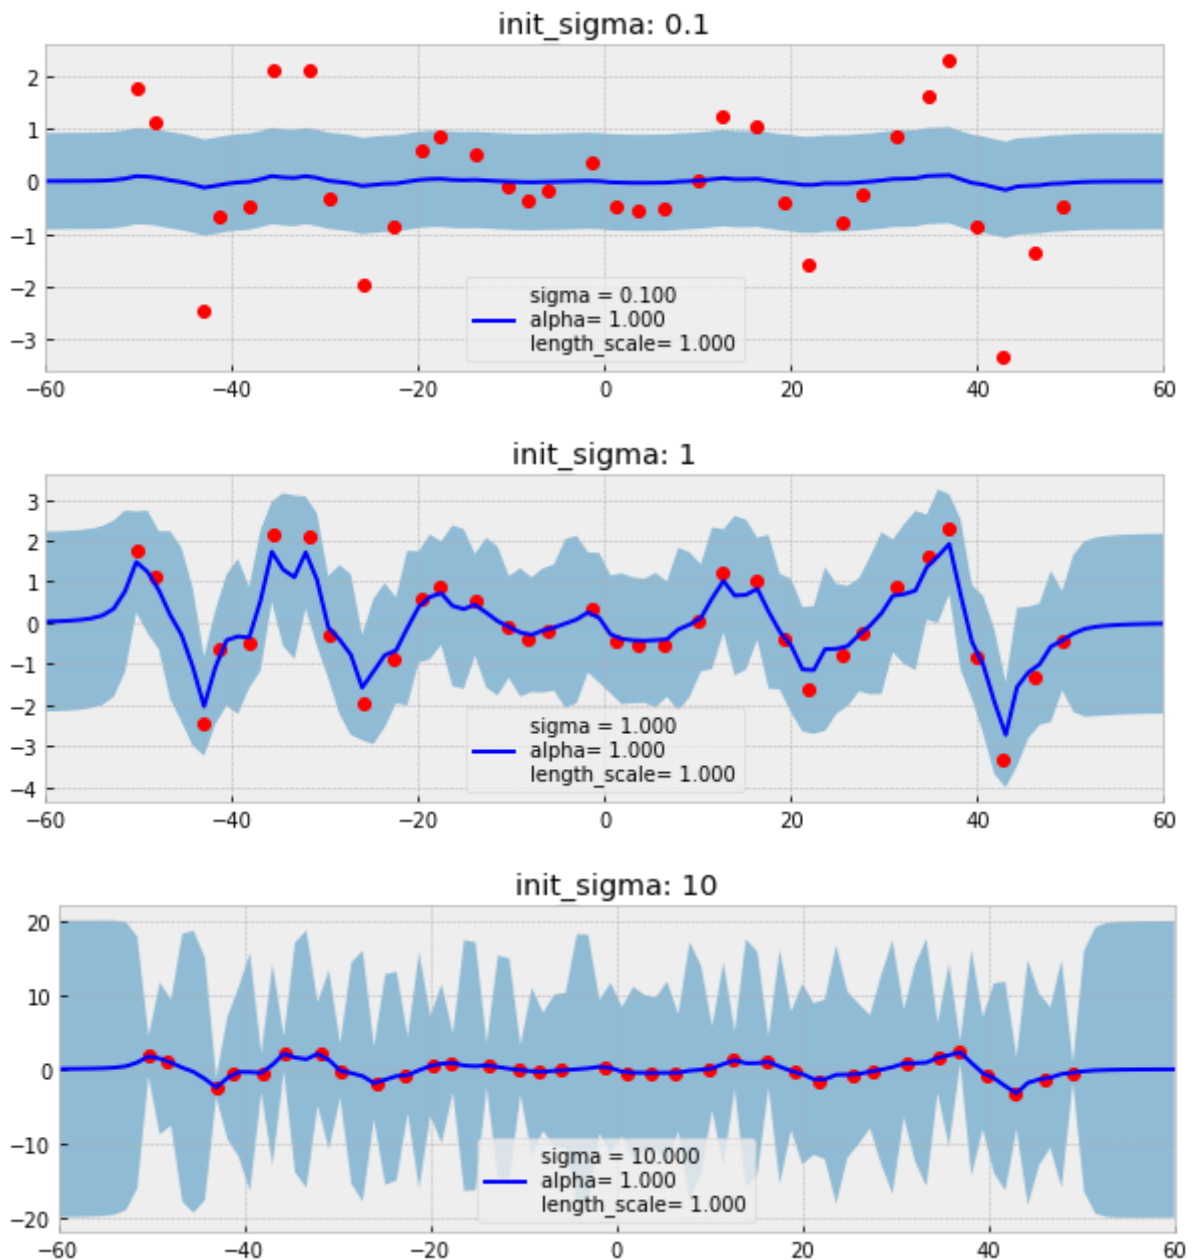 init_sigma: 0.1
2
1
0
−1
−2
−3
sigma = 0.100
alpha= 1.000
length_scale= 1.000
−60 −40 −20 0 20 40 60
init_sigma: 1
3
2
1
0
−1
−2
−3
−4
sigma = 1.000
alpha= 1.000
length_scale= 1.000
−60 −40 −20 0 20 40 60
init_sigma: 10
20
10
0
−10
−20
sigma = 10.000
alpha= 1.000
length_scale= 1.000
−60 −40 −20 0 20 40 60